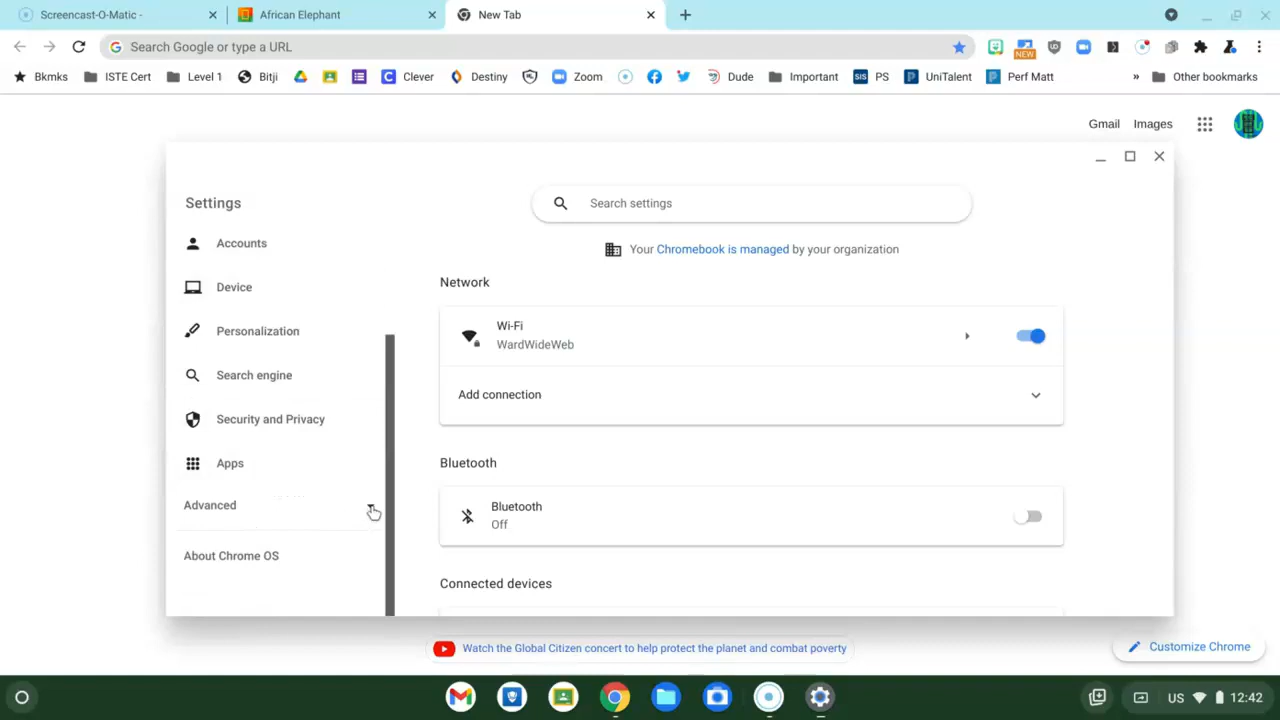 Screencast-O-Matic -
African Elephant
New Tab
Search Google or type a URL
NEW
Bkmks
ISTE Cert
Level 1
Bitji
Clever
Destiny
Zoom
Dude
Important
SIS
PS
UniTalent
Perf Matt
»
Other bookmarks
Gmail
Images
Settings
Search settings
Accounts
Your Chromebook is managed by your organization
Device
Network
Personalization
Wi-Fi
WardWideWeb
Search engine
Add connection
Security and Privacy
Apps
Bluetooth
Advanced
Bluetooth
Off
About Chrome OS
Connected devices
Watch the Global Citizen concert to help protect the planet and combat poverty
Customize Chrome
US
12:42